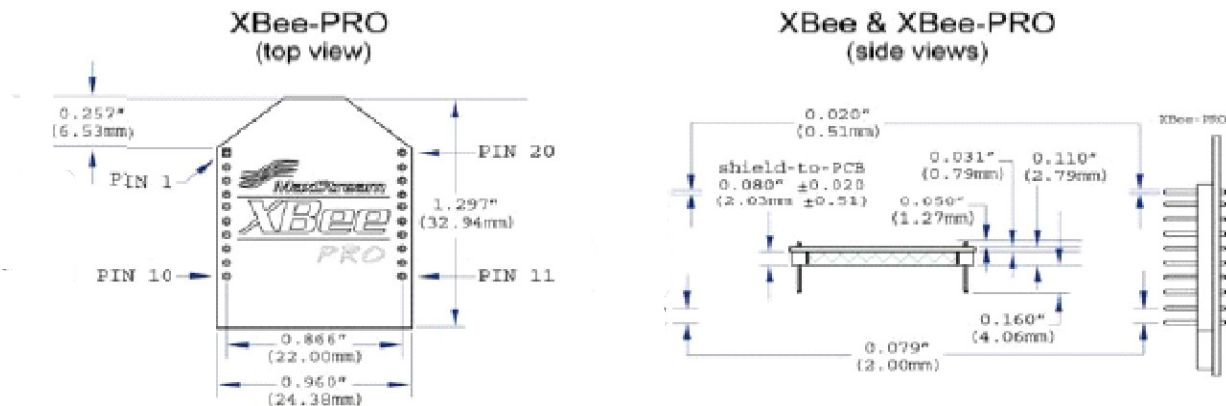 XBee-PRO
(top view)
0.257"
(6.53mm)
PIN 1
PIN 20
MaxStream
XBee
PRO
1.297"
(32.94mm)
PIN 10
PIN 11
0.866"
(22.00mm)
0.960"
(24.38mm)
XBee & XBee-PRO
(side views)
0.020"
(0.51mm)
XBee-PRO
shield-to-PCB
0.080" ±0.020
(2.03mm ±0.51)
0.031"
(0.79mm)
0.110"
(2.79mm)
0.050"
(1.27mm)
0.160"
(4.06mm)
0.079"
(2.00mm)